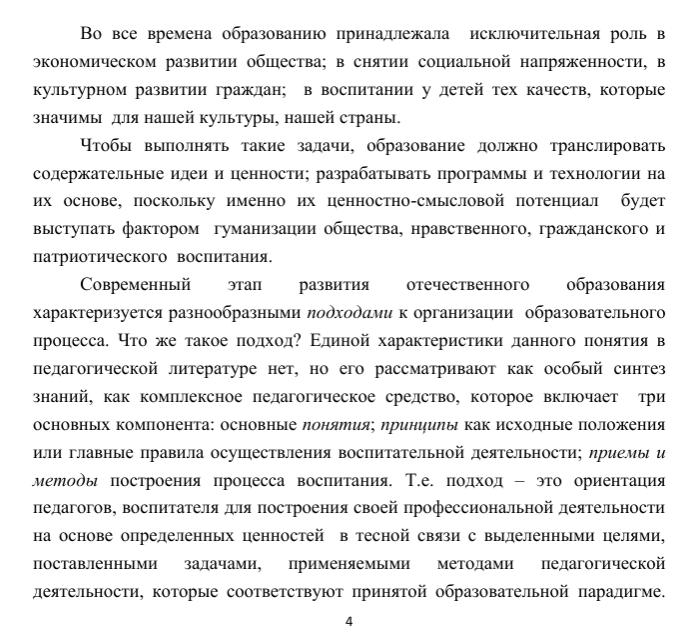 Во все времена образованию принадлежала исключительная роль в
экономическом развитии общества; в снятии социальной напряженности, в
культурном развитии граждан; в воспитании у детей тех качеств, которые
значимы для нашей культуры, нашей страны.
Чтобы выполнять такие задачи, образование должно транслировать
содержательные идеи и ценности; разрабатывать программы и технологии на
их основе, поскольку именно их ценностно-смысловой потенциал будет
выступать фактором гуманизации общества, нравственного, гражданского и
патриотического воспитания.
Современный этап развития отечественного образования
характеризуется разнообразными подходами к организации образовательного
процесса. Что же такое подход? Единой характеристики данного понятия в
педагогической литературе нет, но его рассматривают как особый синтез
знаний, как комплексное педагогическое средство, которое включает три
основных компонента: основные понятия; принципы как исходные положения
или главные правила осуществления воспитательной деятельности; приемы и
методы построения процесса воспитания. Т.е. подход – это ориентация
педагогов, воспитателя для построения своей профессиональной деятельности
на основе определенных ценностей в тесной связи с выделенными целями,
поставленными задачами, применяемыми методами педагогической
деятельности, которые соответствуют принятой образовательной парадигме.
4